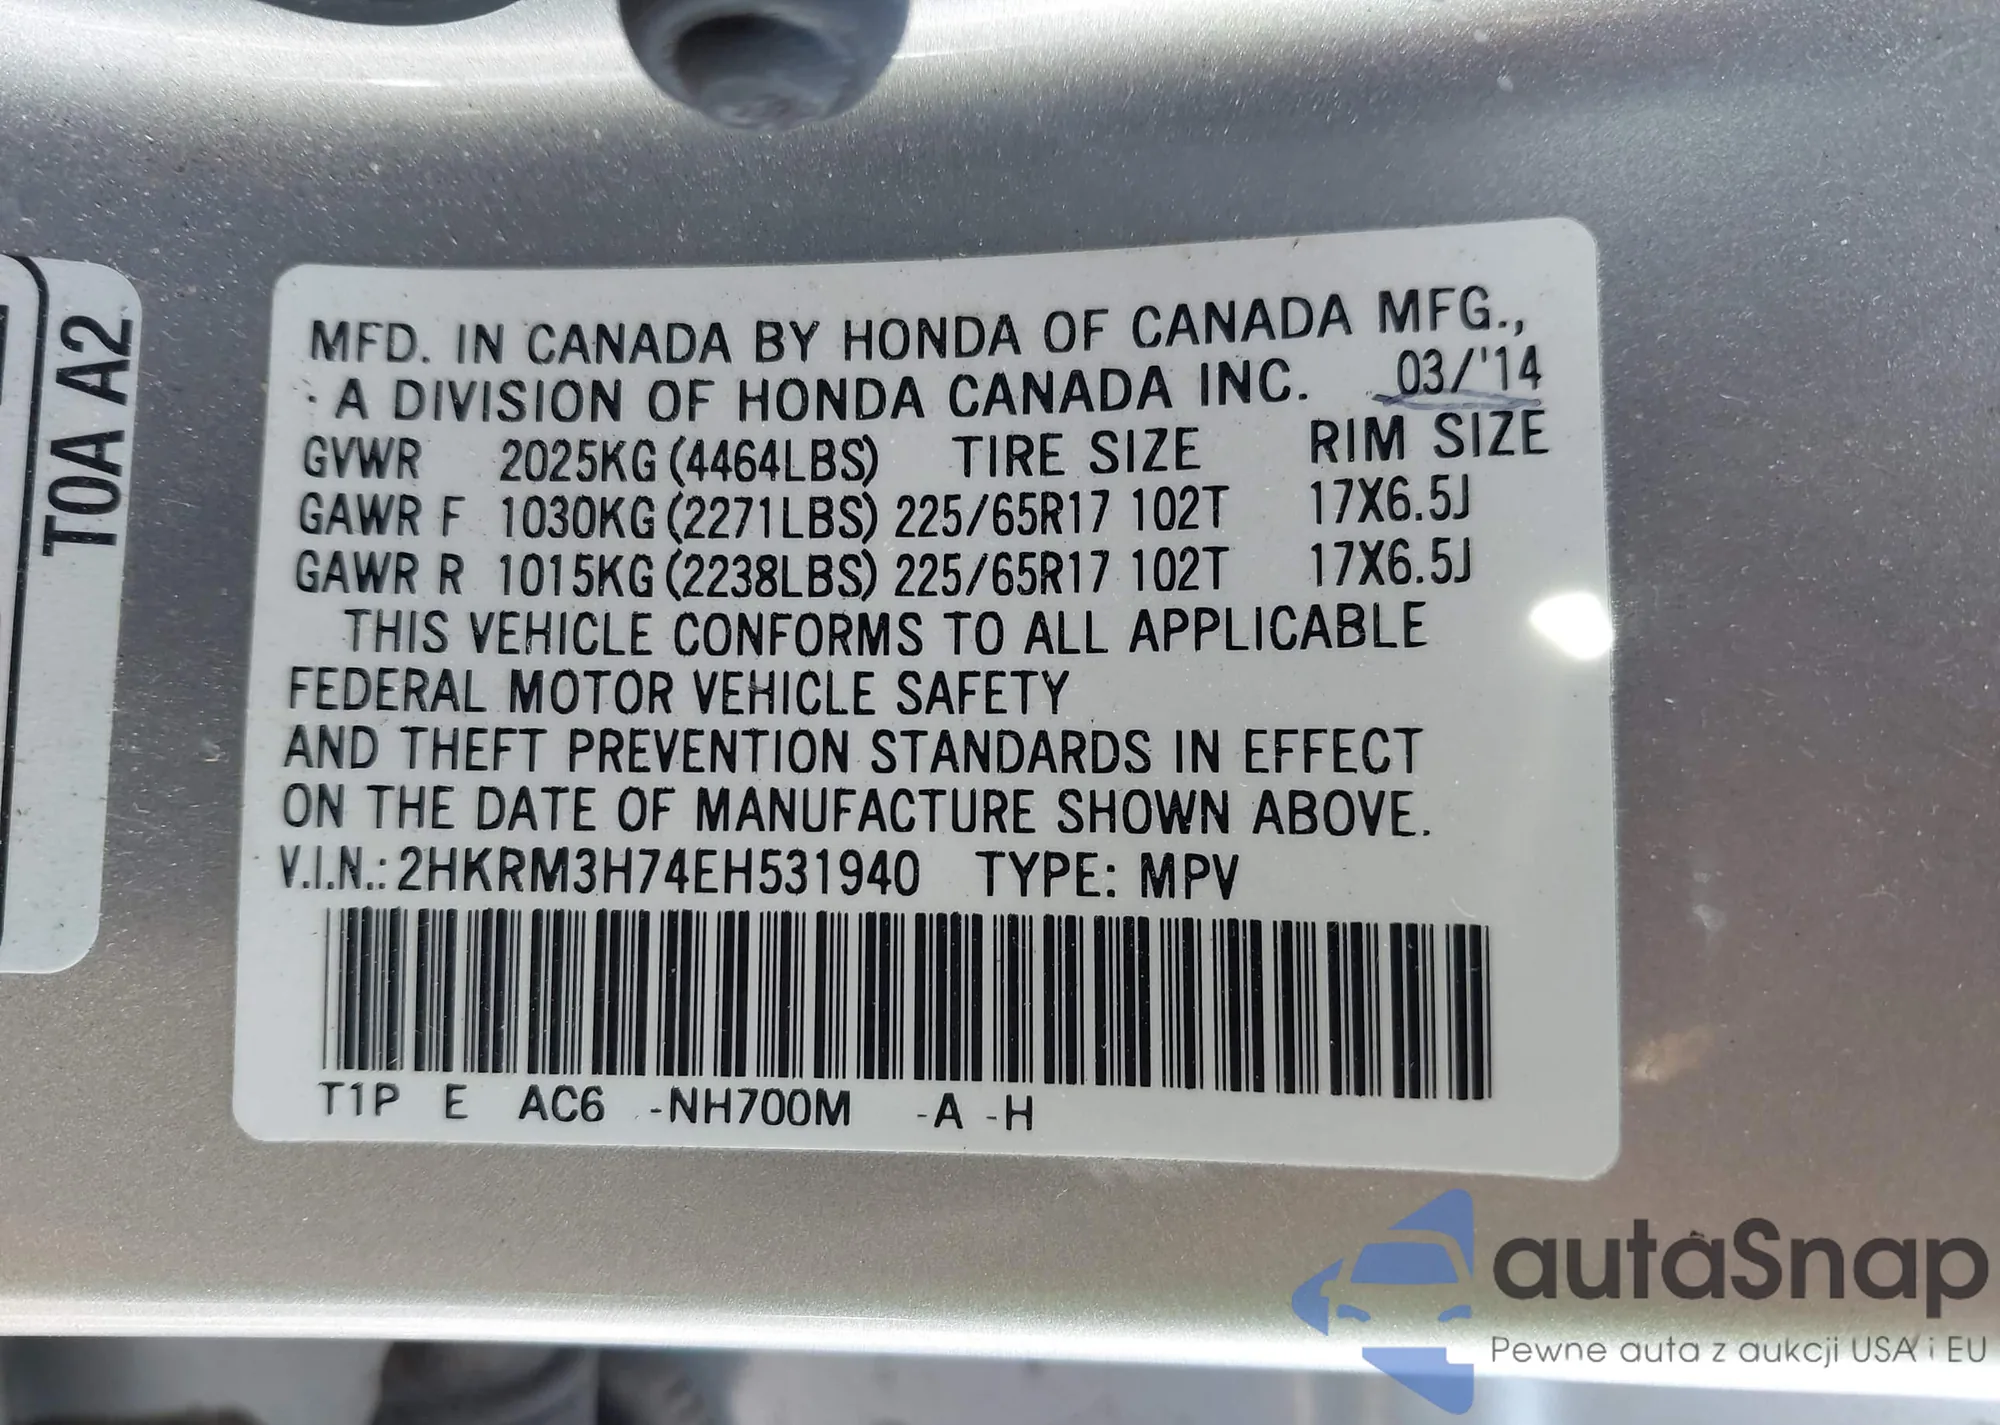 T0A A2
MFD. IN CANADA BY HONDA OF CANADA MFG.,
A DIVISION OF HONDA CANADA INC. 03/'14
GVWR 2025KG (4464LBS) TIRE SIZE RIM SIZE
GAWR F 1030KG (2271LBS) 225/65R17 102T 17X6.5J
GAWR R 1015KG (2238LBS) 225/65R17 102T 17X6.5J
THIS VEHICLE CONFORMS TO ALL APPLICABLE
FEDERAL MOTOR VEHICLE SAFETY
AND THEFT PREVENTION STANDARDS IN EFFECT
ON THE DATE OF MANUFACTURE SHOWN ABOVE.
V.I.N.: 2HKRM3H74EH531940 TYPE: MPV
T1P E AC6 -NH700M -A -H
autaSnap
Pewne auta z aukcji USA i EU